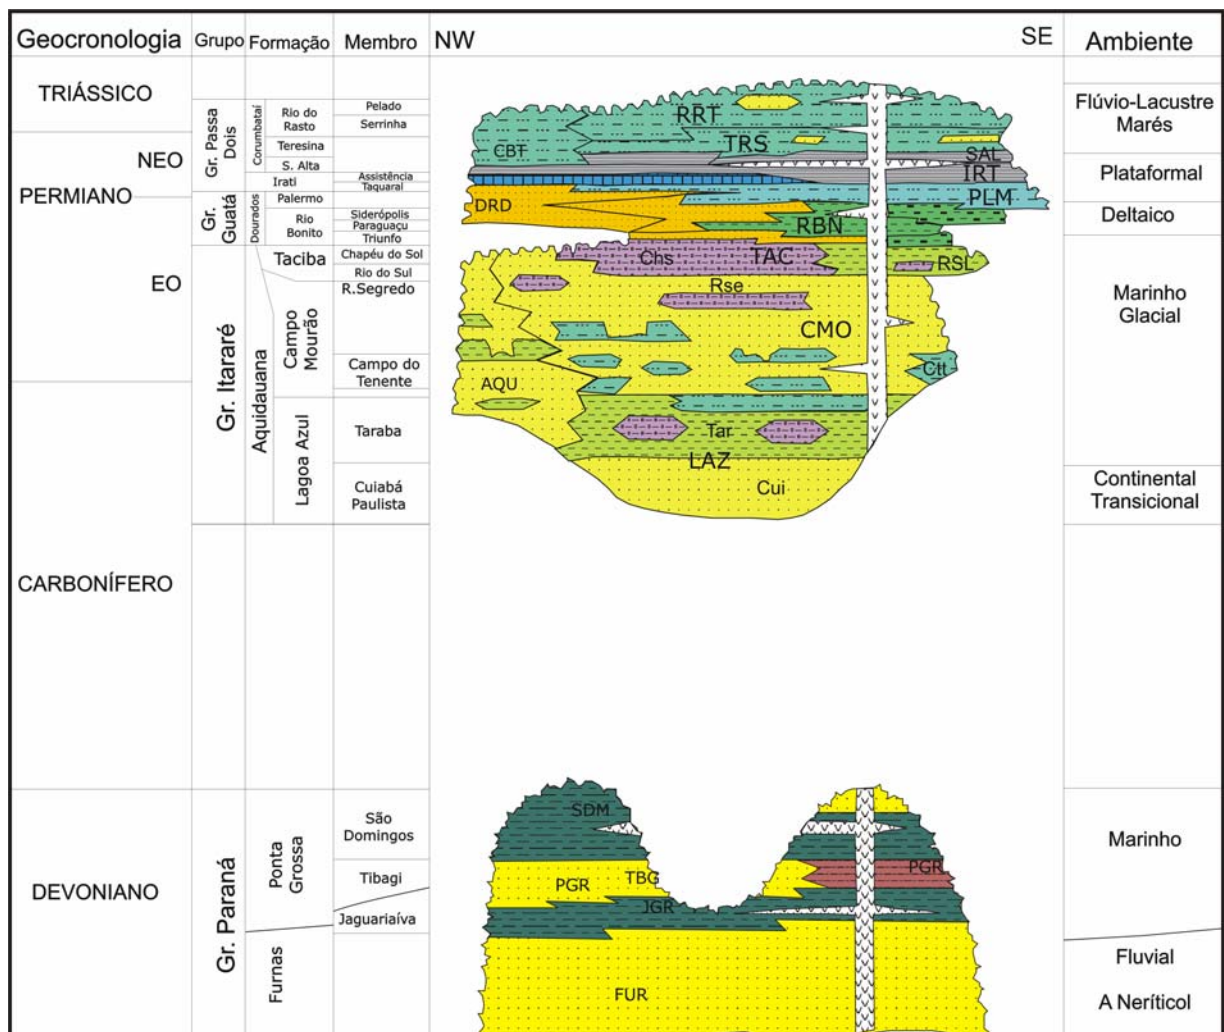 Geocronologia
Grupo
Formação
Membro
NW
SE
Ambiente
TRIÁSSICO
NEO
PERMIANO
EO
CARBONÍFERO
DEVONIANO
Gr. Passa
Dois
Gr.
Guatá
Gr. Itararé
Gr. Paraná
Corumbataí
Rio do
Rasto
Teresina
S. Alta
Irati
Dourados
Palermo
Rio
Bonito
Aquidauana
Taciba
Campo
Mourão
Lagoa Azul
Ponta
Grossa
Furnas
Pelado
Serrinha
Assistência
Taquaral
Siderópolis
Paraguaçu
Triunfo
Chapéu do Sol
Rio do Sul
R.Segredo
Campo do
Tenente
Taraba
Cuiabá
Paulista
São
Domingos
Tibagi
Jaguariaíva
RRT
CBT
TRS
SAL
IRT
PLM
DRD
RBN
Chs
TAC
RSL
Rse
CMO
Ctt
AQU
Tar
LAZ
Cui
SDM
PGR
TBG
PGR
JGR
FUR
Flúvio-Lacustre
Marés
Plataformal
Deltaico
Marinho
Glacial
Continental
Transicional
Marinho
Fluvial
A Neríticol